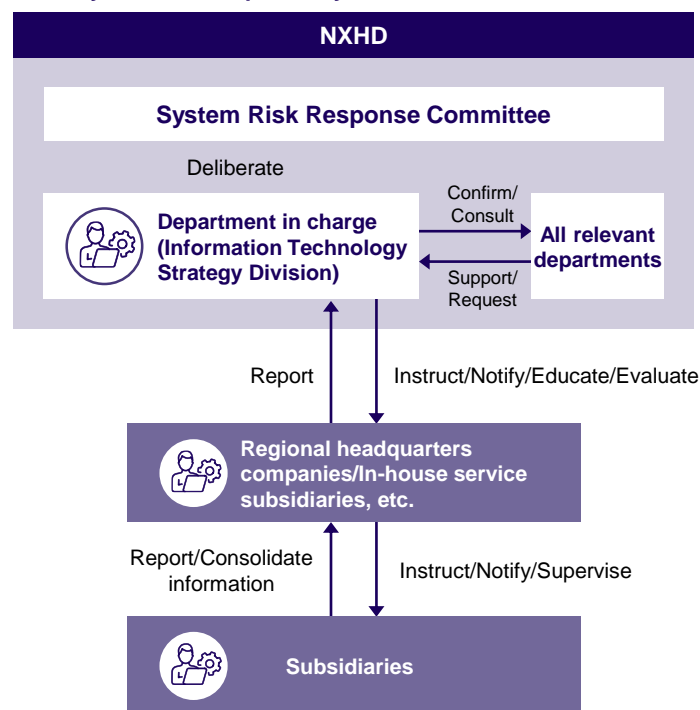 NXHD
System Risk Response Committee
Deliberate
Department in charge
(Information Technology
Strategy Division)
Confirm/
Consult
All relevant
departments
Support/
Request
Report
Instruct/Notify/Educate/Evaluate
Regional headquarters
companies/In-house service
subsidiaries, etc.
Report/Consolidate
information
Instruct/Notify/Supervise
Subsidiaries